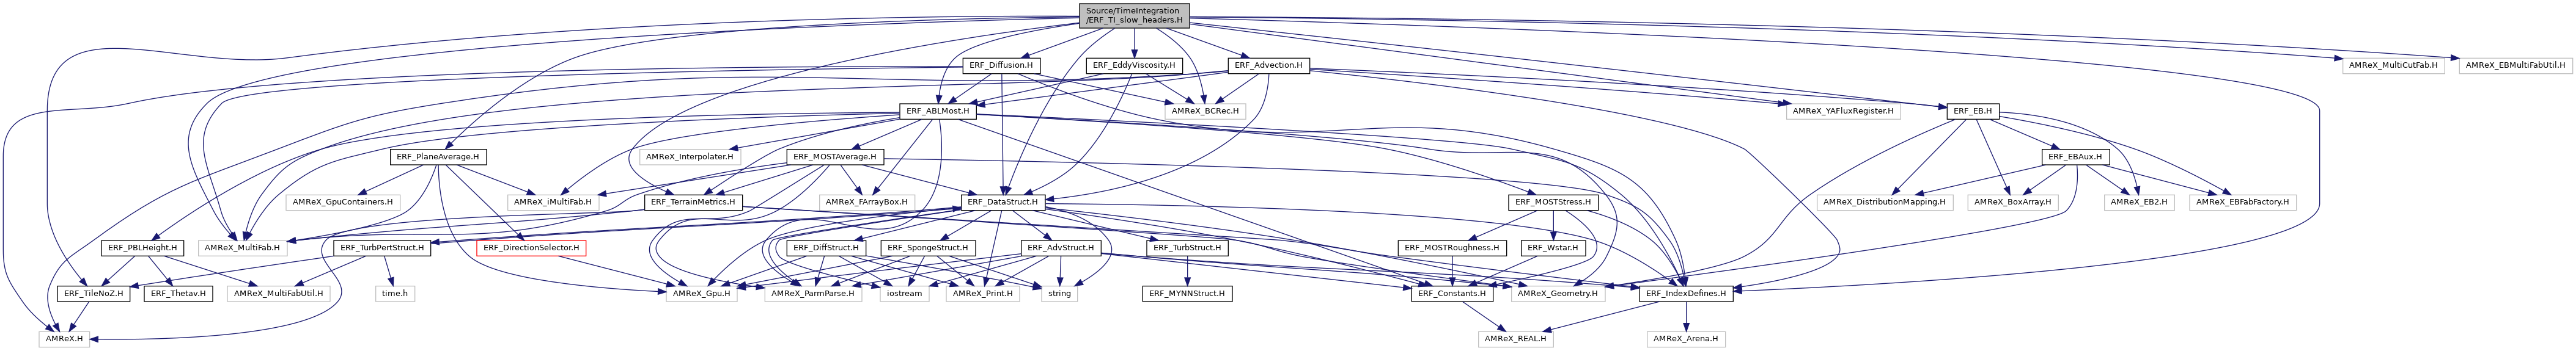 Source/TimeIntegration
/ERF_TI_slow_headers.H
ERF_Diffusion.H
ERF_EddyViscosity.H
ERF_Advection.H
AMReX_MultiCutFab.H
AMReX_EBMultiFabUtil.H
ERF_ABLMost.H
AMReX_BCRec.H
AMReX_YAFluxRegister.H
ERF_EB.H
ERF_PlaneAverage.H
AMReX_Interpolater.H
ERF_MOSTAverage.H
ERF_EBAux.H
AMReX_GpuContainers.H
AMReX_iMultiFab.H
ERF_TerrainMetrics.H
AMReX_FArrayBox.H
ERF_DataStruct.H
ERF_MOSTStress.H
AMReX_DistributionMapping.H
AMReX_BoxArray.H
AMReX_EB2.H
AMReX_EBFabFactory.H
ERF_PBLHeight.H
AMReX_MultiFab.H
ERF_TurbPertStruct.H
ERF_DirectionSelector.H
ERF_DiffStruct.H
ERF_SpongeStruct.H
ERF_AdvStruct.H
ERF_TurbStruct.H
ERF_MOSTRoughness.H
ERF_Wstar.H
ERF_TileNoZ.H
ERF_Thetav.H
AMReX_MultiFabUtil.H
time.h
AMReX_Gpu.H
AMReX_ParmParse.H
iostream
AMReX_Print.H
string
ERF_MYNNStruct.H
ERF_Constants.H
AMReX_Geometry.H
ERF_IndexDefines.H
AMReX.H
AMReX_REAL.H
AMReX_Arena.H